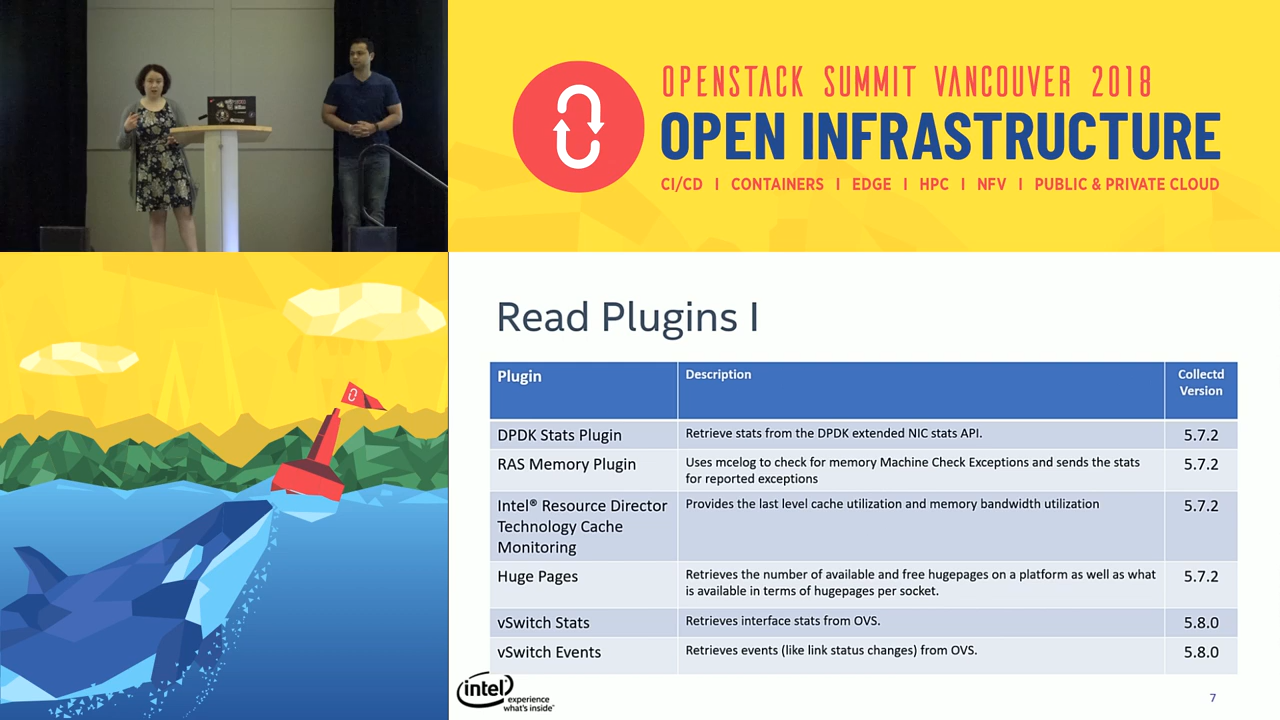 OPENSTACK SUMMIT VANCOUVER 2018
OPEN INFRASTRUCTURE
CI/CD | CONTAINERS | EDGE | HPC | NFV | PUBLIC & PRIVATE CLOUD
Read Plugins I
Plugin
Description
Collectd
Version
DPDK Stats Plugin
Retrieve stats from the DPDK extended NIC stats API.
5.7.2
RAS Memory Plugin
Uses mcelog to check for memory Machine Check Exceptions and sends the stats
for reported exceptions
5.7.2
Intel® Resource Director
Technology Cache
Monitoring
Provides the last level cache utilization and memory bandwidth utilization
5.7.2
Huge Pages
Retrieves the number of available and free hugepages on a platform as well as what
is available in terms of hugepages per socket.
5.7.2
vSwitch Stats
Retrieves interface stats from OVS.
5.8.0
vSwitch Events
Retrieves events (like link status changes) from OVS.
5.8.0
intel
experience
what's inside™
7